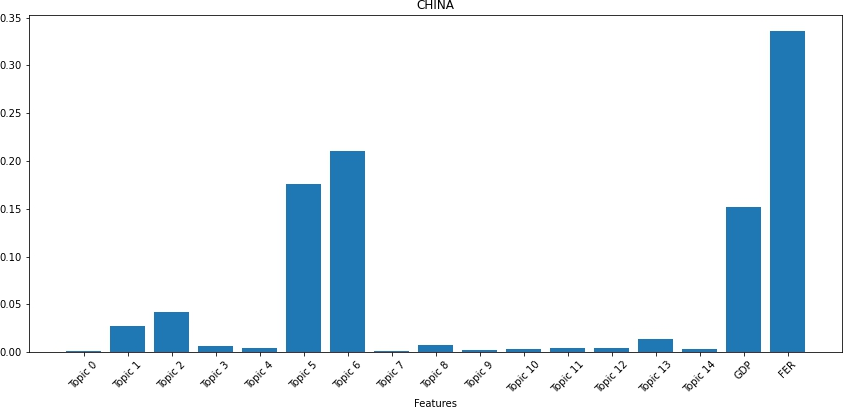 CHINA
0.35
0.30
0.25
0.20
0.15
0.10
0.05
0.00
Topic 0
Topic 1
Topic 2
Topic 3
Topic 4
Topic 5
Topic 6
Topic 7
Topic 8
Topic 9
Topic 10
Topic 11
Topic 12
Topic 13
Topic 14
GDP
FER
Features